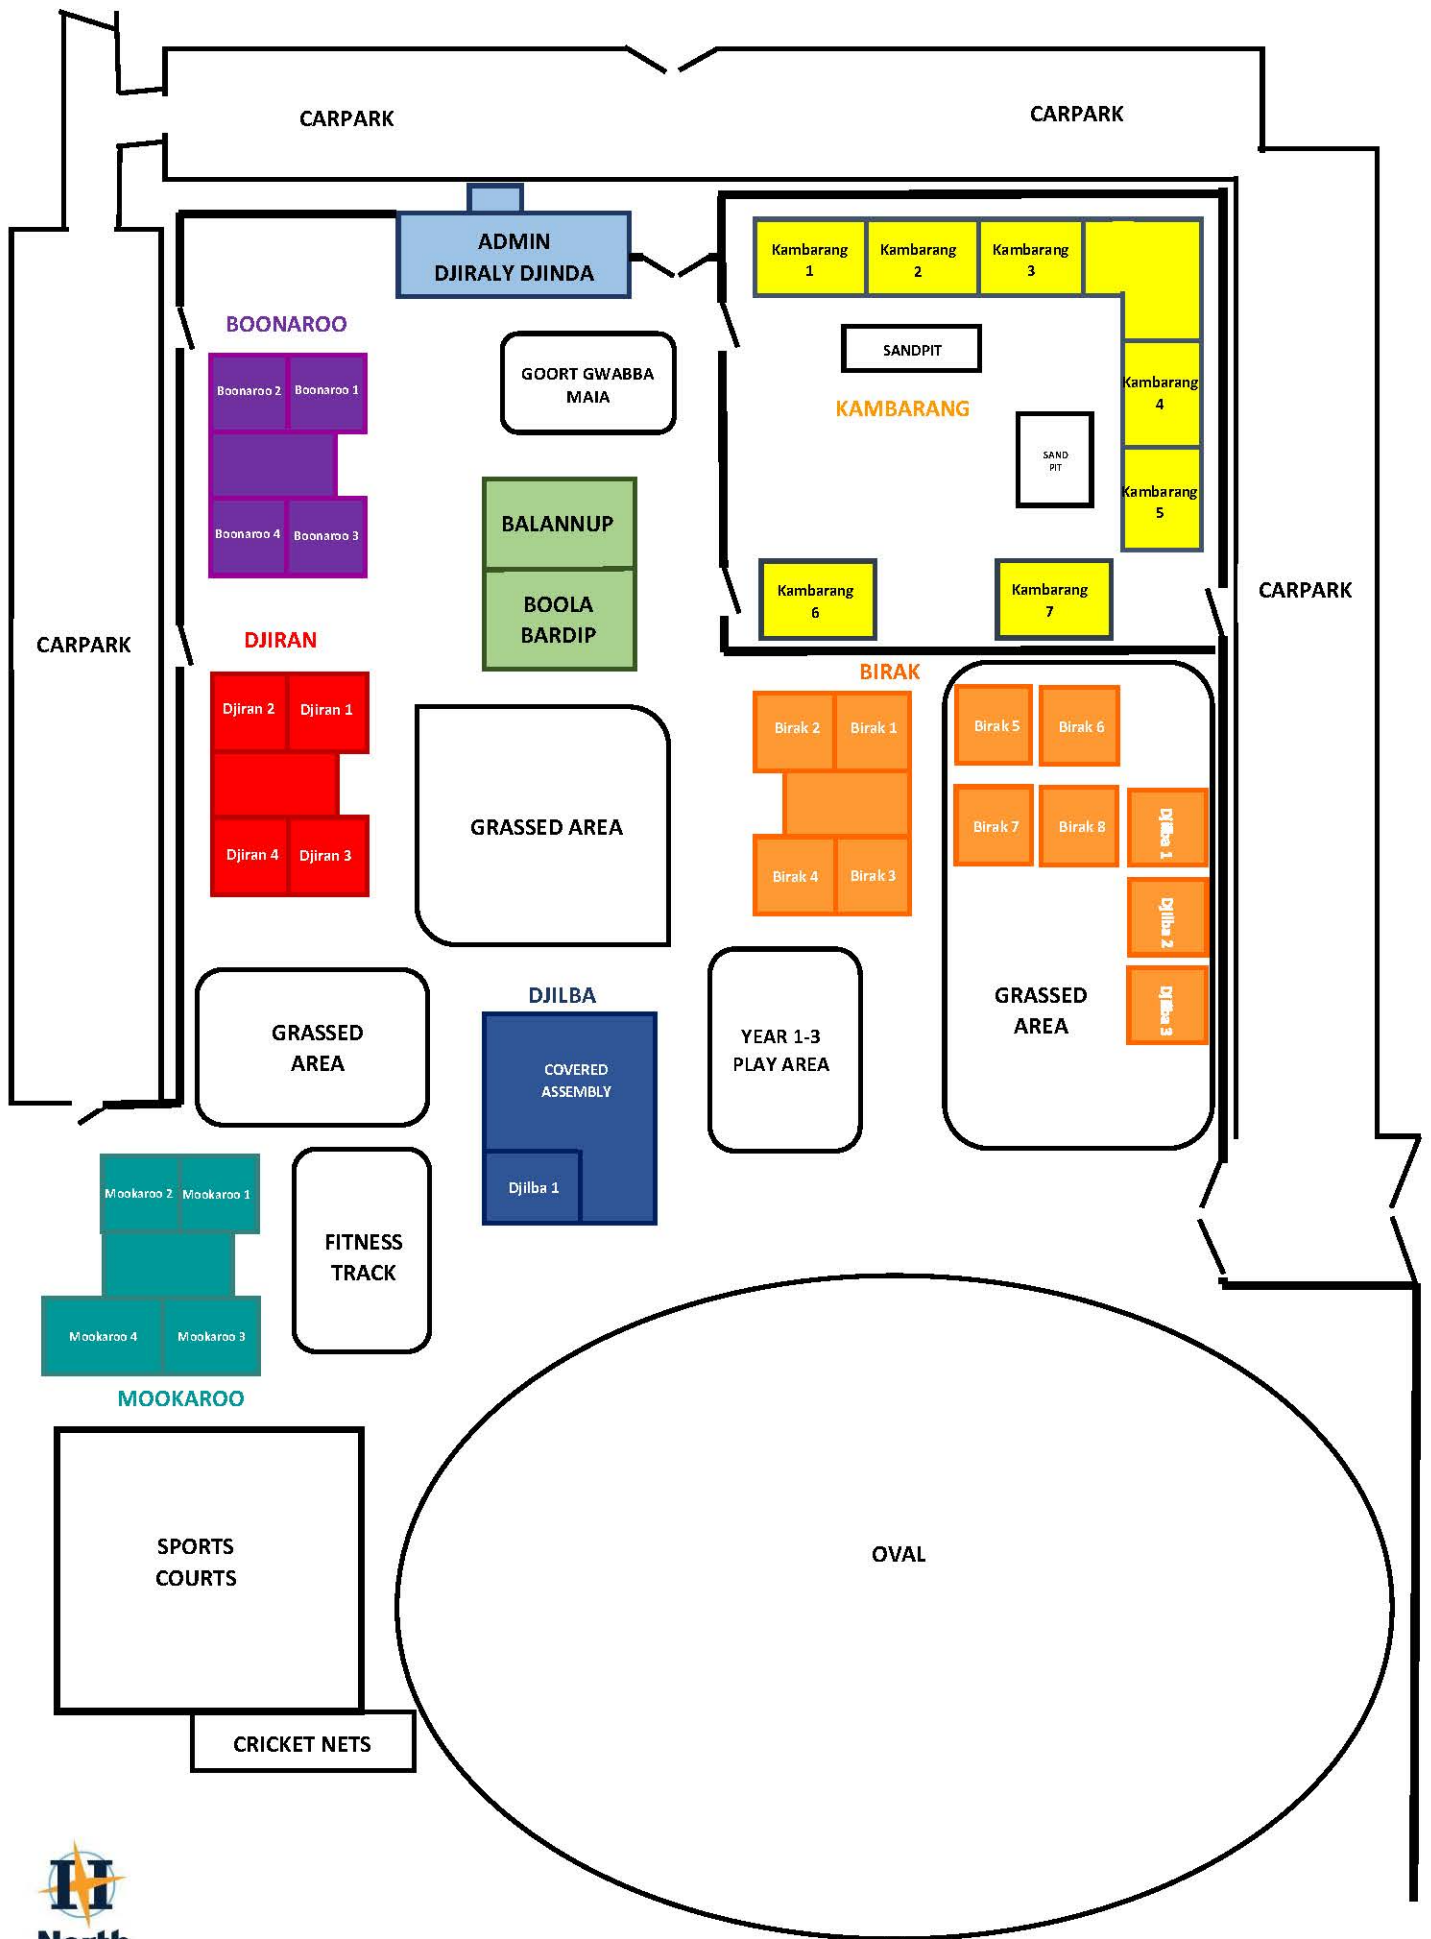 CARPARK
CARPARK
ADMIN
DJIRALY DJINDA
Kambarang
1
Kambarang
2
Kambarang
3
BOONAROO
SANDPIT
GOORT GWABBA
MAIA
Boonaroo 2
Boonaroo 1
KAMBARANG
Kambarang
4
SAND
PIT
Kambarang
5
BALANNUP
Boonaroo 4
Boonaroo 3
BOOLA
BARDIP
Kambarang
6
Kambarang
7
CARPARK
CARPARK
DJIRAN
BIRAK
Djiran 2
Djiran 1
Birak 2
Birak 1
Birak 5
Birak 6
GRASSED AREA
Birak 7
Birak 8
Djilba 1
Djiran 4
Djiran 3
Birak 4
Birak 3
Djilba 2
DJILBA
GRASSED
AREA
Djilba 3
GRASSED
AREA
YEAR 1-3
PLAY AREA
COVERED
ASSEMBLY
Mookaroo 2
Mookaroo 1
Djilba 1
FITNESS
TRACK
Mookaroo 4
Mookaroo 3
MOOKAROO
SPORTS
COURTS
OVAL
CRICKET NETS
H
North